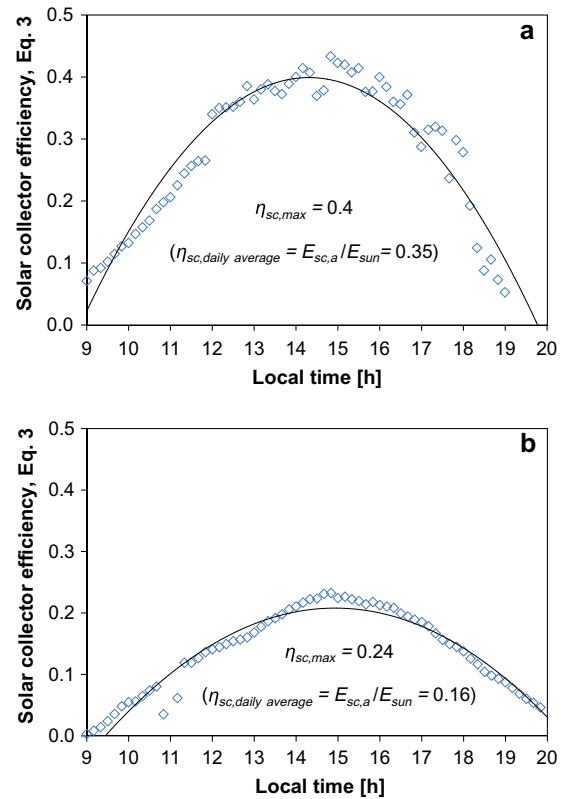 a
Solar collector efficiency, Eq. 3
0.5
0.4
0.3
0.2
0.1
0.0
ηsc,max = 0.4
(ηsc,daily average = Esc,a/Esun = 0.35)
9 10 11 12 13 14 15 16 17 18 19 20
Local time [h]
b
Solar collector efficiency, Eq. 3
0.5
0.4
0.3
0.2
0.1
0.0
ηsc,max = 0.24
(ηsc,daily average = Esc,a/Esun = 0.16)
9 10 11 12 13 14 15 16 17 18 19 20
Local time [h]